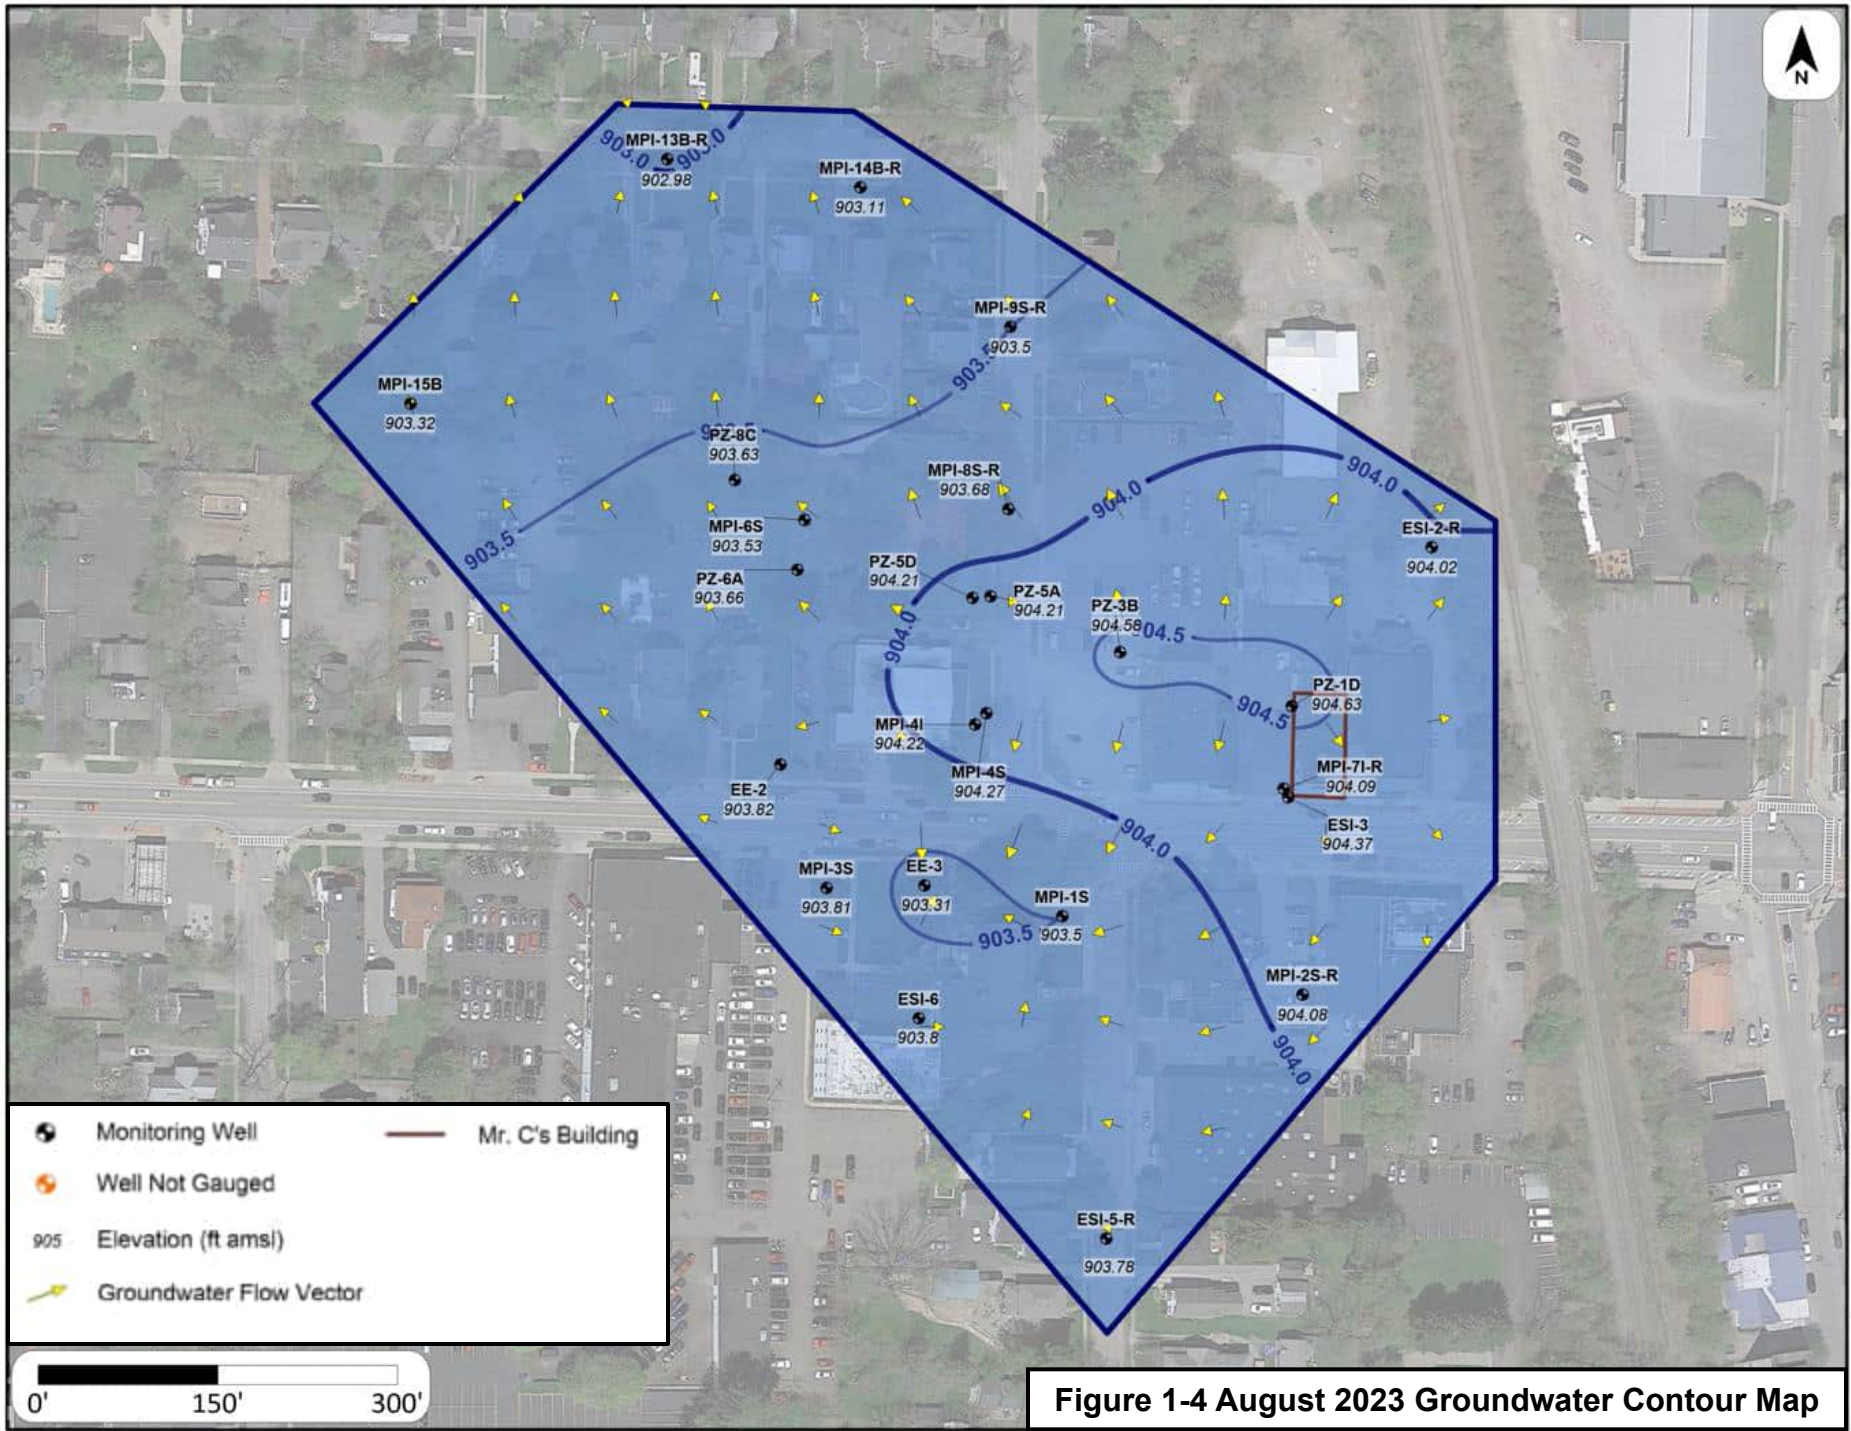 N
MPI-13B-R
903.0
903.0
902.98
MPI-14B-R
903.11
MPI-9S-R
903.5
903.5
MPI-15B
903.32
PZ-8C
903.63
MPI-8S-R
903.68
904.0
904.0
ESI-2-R
904.02
MPI-6S
903.53
903.5
PZ-5D
904.21
PZ-6A
903.66
PZ-5A
904.21
PZ-3B
904.58
904.5
904.0
PZ-1D
904.63
904.5
MPI-4I
904.22
MPI-4S
904.27
MPI-7I-R
904.09
EE-2
903.82
ESI-3
904.37
904.0
MPI-3S
903.81
EE-3
903.31
MPI-1S
903.5
903.5
MPI-2S-R
904.08
ESI-6
903.8
904.0
ESI-5-R
903.78
Monitoring Well
Mr. C's Building
Well Not Gauged
905 Elevation (ft amsl)
Groundwater Flow Vector
0' 150' 300'
Figure 1-4 August 2023 Groundwater Contour Map